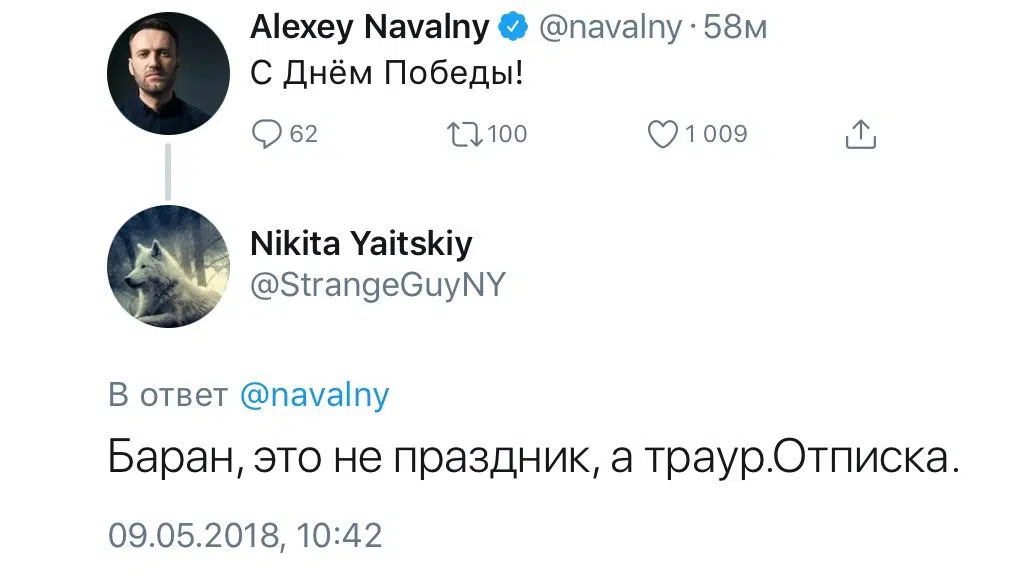 Alexey Navalny @navalny · 58м
С Днём Победы!
62 100 1 009
Nikita Yaitskiy
@StrangeGuyNY
В ответ @navalny
Баран, это не праздник, а траур.Отписка.
09.05.2018, 10:42